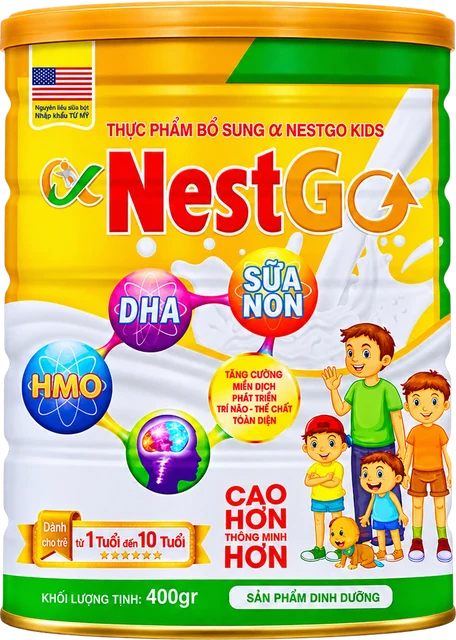 Nguyên liệu sữa bột
Nhập khẩu TỪ MỸ
THỰC PHẨM BỔ SUNG α NESTGO KIDS
α NestGo
DHA
SỮA
NON
HMO
TĂNG CƯỜNG
MIỄN DỊCH
PHÁT TRIỂN
TRÍ NÃO - THỂ CHẤT
TOÀN DIỆN
CAO
HƠN
THÔNG MINH
HƠN
Dành
cho trẻ
từ 1 Tuổi đến 10 Tuổi
KHỐI LƯỢNG TỊNH: 400gr
SẢN PHẨM DINH DƯỠNG